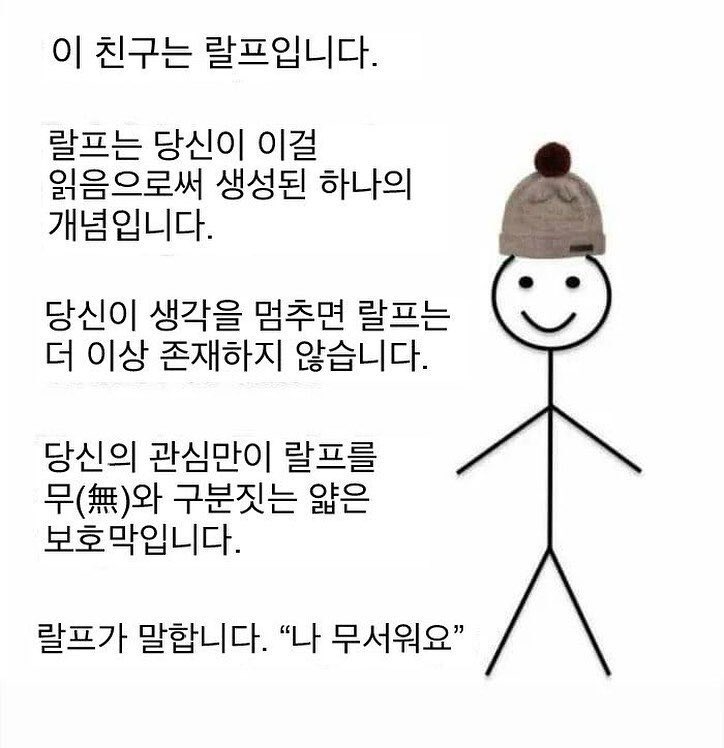 이 친구는 랄프입니다.
랄프는 당신이 이걸
읽음으로써 생성된 하나의
개념입니다.
당신이 생각을 멈추면 랄프는
더 이상 존재하지 않습니다.
당신의 관심만이 랄프를
무(無)와 구분짓는 얇은
보호막입니다.
랄프가 말합니다. “나 무서워요”